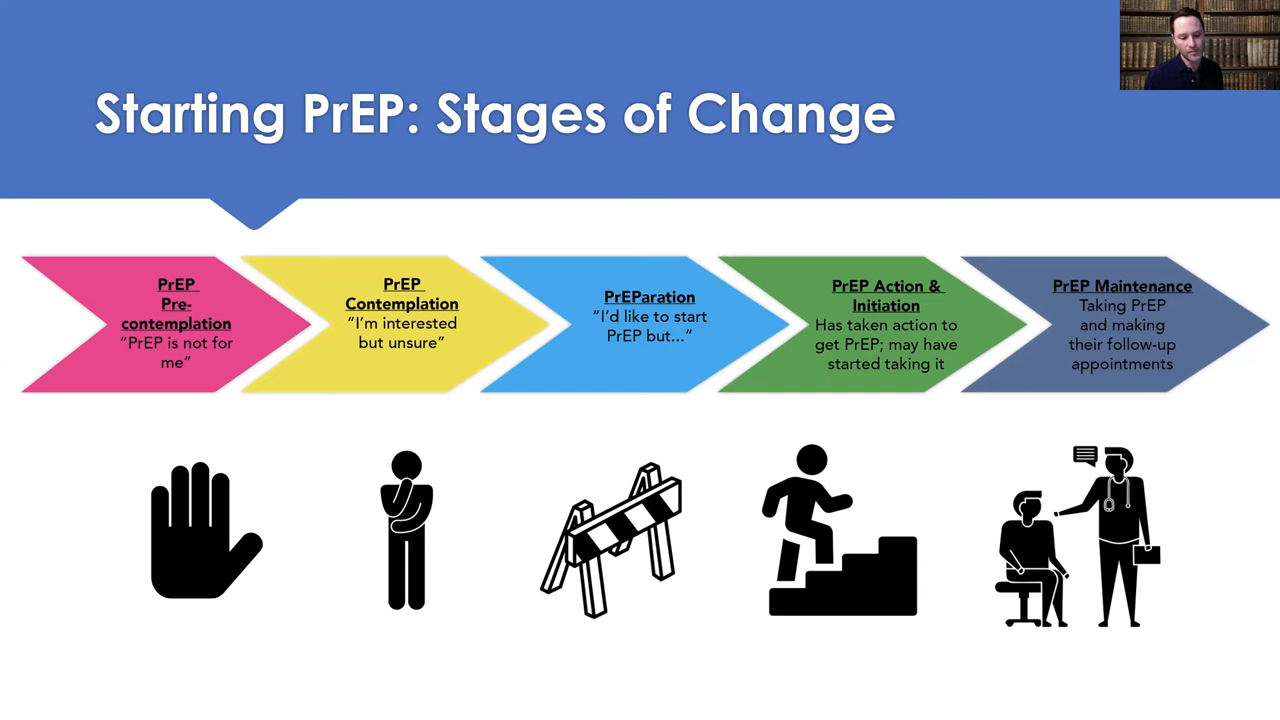 Starting PrEP: Stages of Change
PrEP
Pre-
contemplation
“PrEP is not for
me”
PrEP
Contemplation
“I’m interested
but unsure”
PrEParation
“I’d like to start
PrEP but...”
PrEP Action &
Initiation
Has taken action to
get PrEP; may have
started taking it
PrEP Maintenance
Taking PrEP
and making
their follow-up
appointments